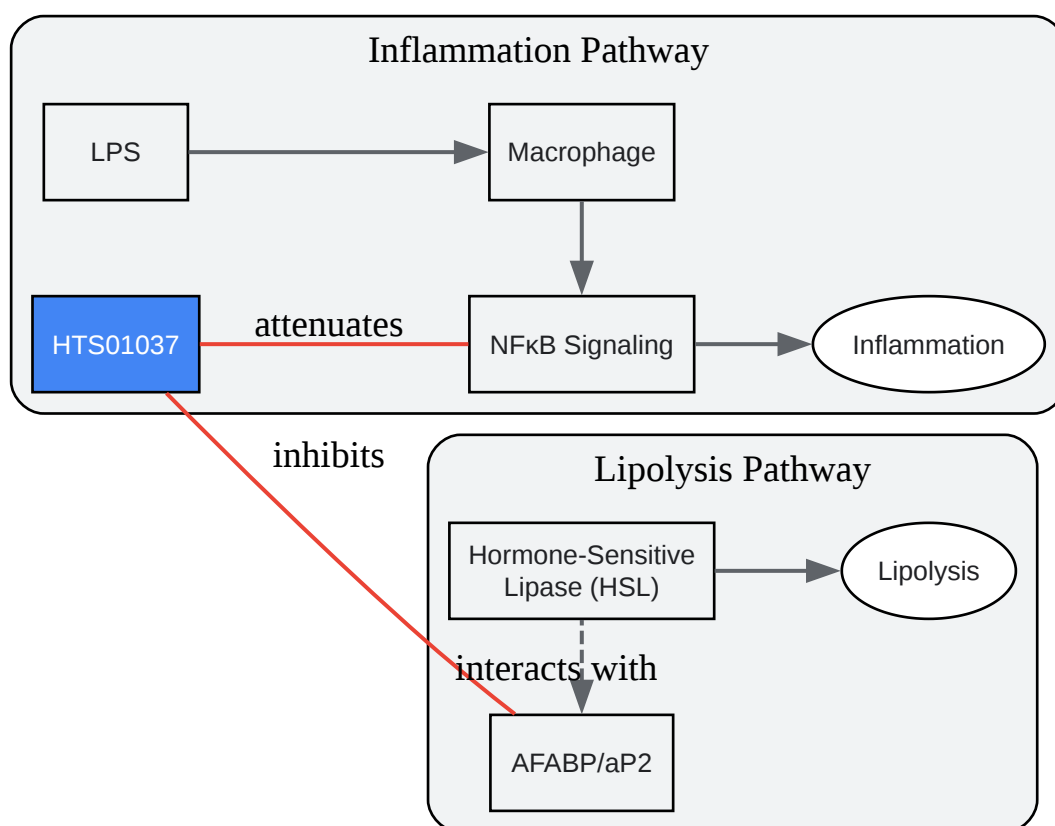 Inflammation Pathway
LPS
Macrophage
HTS01037
attenuates
NFκB Signaling
Inflammation
inhibits
Lipolysis Pathway
Hormone-Sensitive
Lipase (HSL)
Lipolysis
interacts with
AFABP/aP2